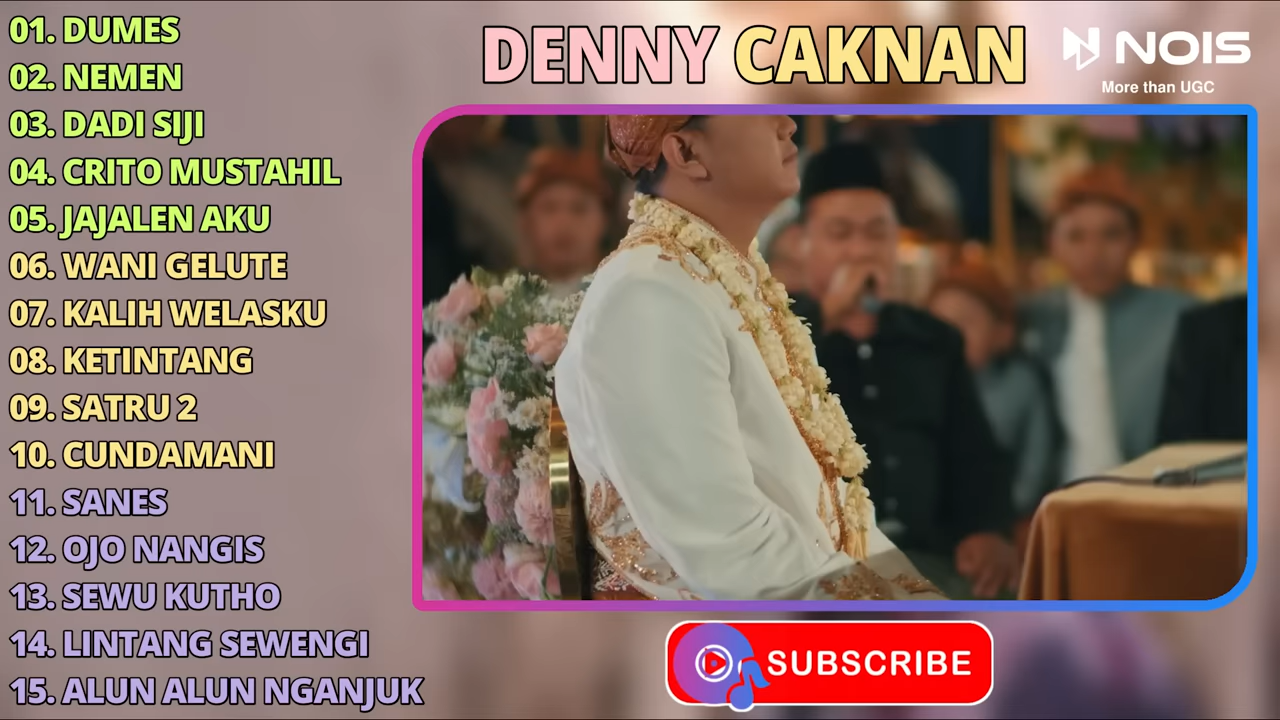 01. DUMES
02. NEMEN
03. DADI SIJI
04. CRITO MUSTAHIL
05. JAJALEN AKU
06. WANI GELUTE
07. KALIH WELASKU
08. KETINTANG
09. SATRU 2
10. CUNDAMANI
11. SANES
12. OJO NANGIS
13. SEWU KUTHO
14. LINTANG SEWENGI
15. ALUN ALUN NGANJUK
DENNY CAKNAN
NOIS
More than UGC
SUBSCRIBE